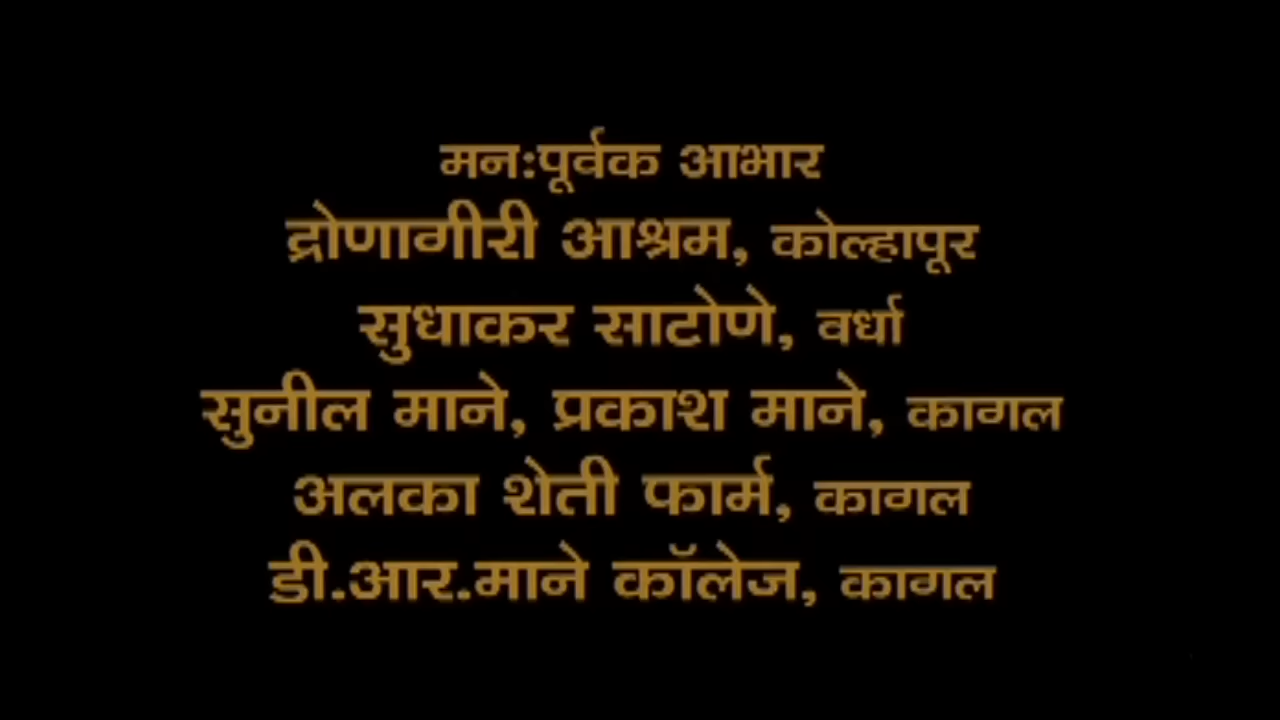 मन:पूर्वक आभार
द्रोणागीरी आश्रम, कोल्हापूर
सुधाकर साटोणे, वर्धा
सुनील माने, प्रकाश माने, कागल
अलका शेती फार्म, कागल
डी.आर.माने कॉलेज, कागल